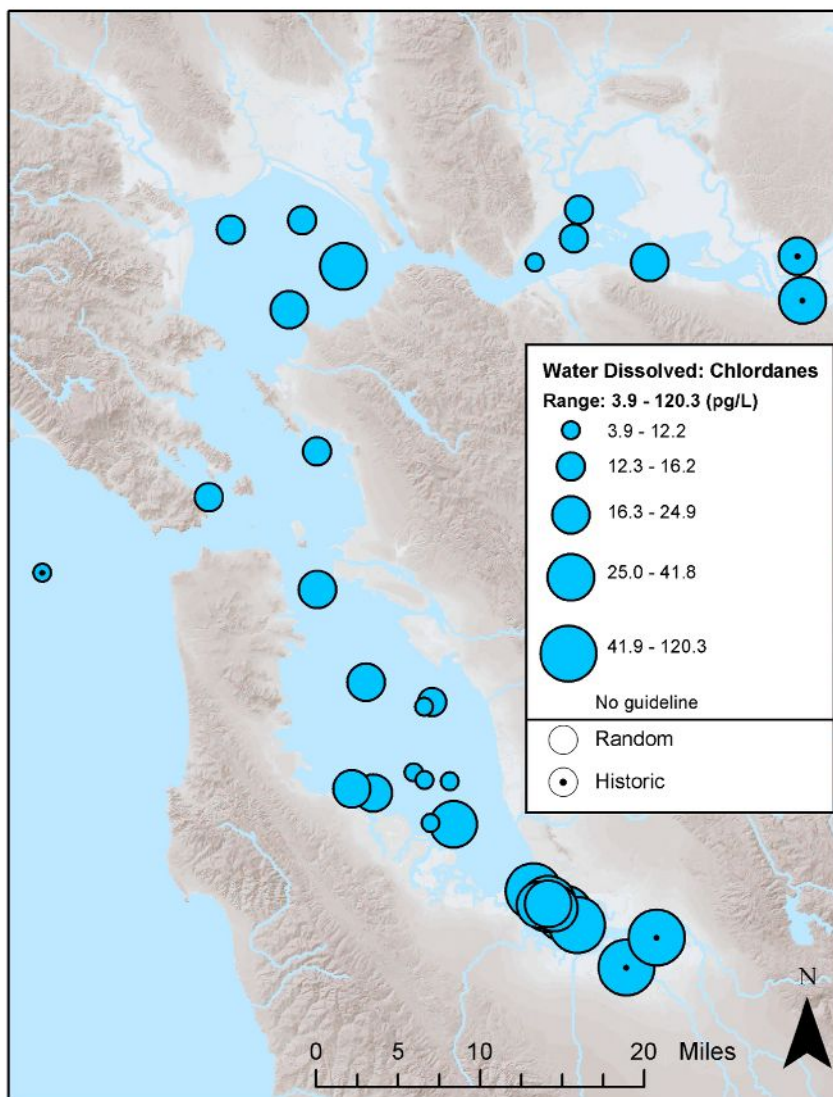 Water Dissolved: Chlordanes
Range: 3.9 - 120.3 (pg/L)
3.9 - 12.2
12.3 - 16.2
16.3 - 24.9
25.0 - 41.8
41.9 - 120.3
No guideline
Random
Historic
N
0 5 10 20 Miles